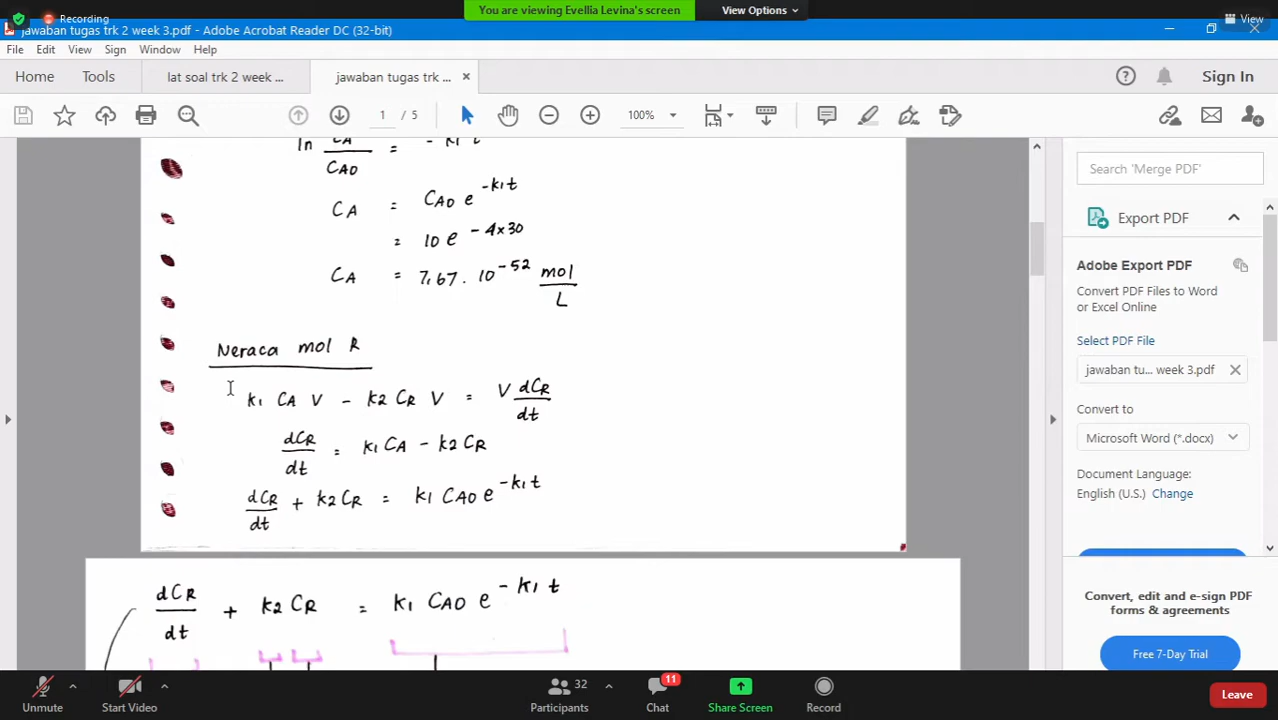 Recording
You are viewing Evellia Levina's screen
View Options
View
jawaban tugas trk 2 week 3.pdf - Adobe Acrobat Reader DC (32-bit)
File Edit View Sign Window Help
Home Tools lat soal trk 2 week ... jawaban tugas trk ... × Sign In
1 / 5 100%
ln CA/CAO = - k1 t
CA = CAO e^-k1t
= 10 e^-4x30
CA = 7,67 . 10^-52 mol/L
Neraca mol R
k1 CA V - k2 CR V = V dCR/dt
dCR/dt = k1 CA - k2 CR
dCR/dt + k2 CR = k1 CAO e^-k1t
dCR/dt + k2 CR = k1 CAO e^-k1 t
Search 'Merge PDF'
Export PDF
Adobe Export PDF
Convert PDF Files to Word
or Excel Online
Select PDF File
jawaban tu... week 3.pdf
Convert to
Microsoft Word (*.docx)
Document Language:
English (U.S.) Change
Convert, edit and e-sign PDF
forms & agreements
Free 7-Day Trial
Unmute Start Video 32 Participants 11 Chat Share Screen Record Leave